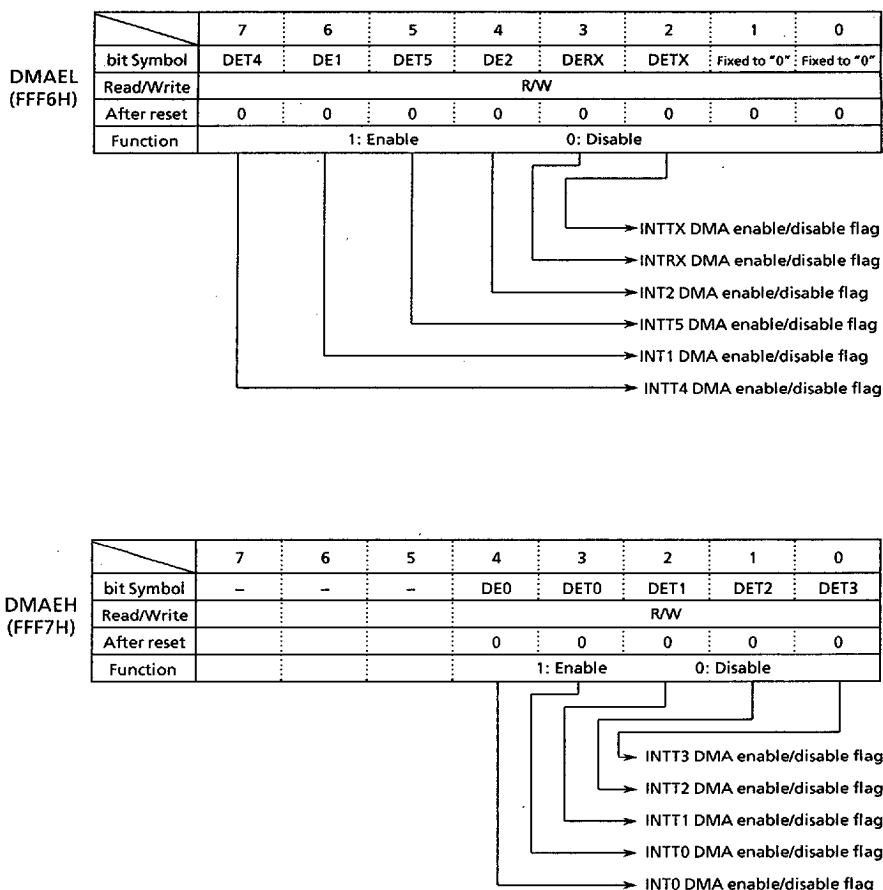 7 6 5 4 3 2 1 0
bit Symbol DET4 DE1 DET5 DE2 DERX DETX Fixed to "0" Fixed to "0"
DMAEL
(FFF6H)
Read/Write R/W
After reset 0 0 0 0 0 0 0 0
Function 1: Enable 0: Disable
INTTX DMA enable/disable flag
INTRX DMA enable/disable flag
INT2 DMA enable/disable flag
INTT5 DMA enable/disable flag
INT1 DMA enable/disable flag
INTT4 DMA enable/disable flag
7 6 5 4 3 2 1 0
bit Symbol – – – DE0 DET0 DET1 DET2 DET3
DMAEH
(FFF7H)
Read/Write R/W
After reset 0 0 0 0 0
Function 1: Enable 0: Disable
INTT3 DMA enable/disable flag
INTT2 DMA enable/disable flag
INTT1 DMA enable/disable flag
INTT0 DMA enable/disable flag
INT0 DMA enable/disable flag